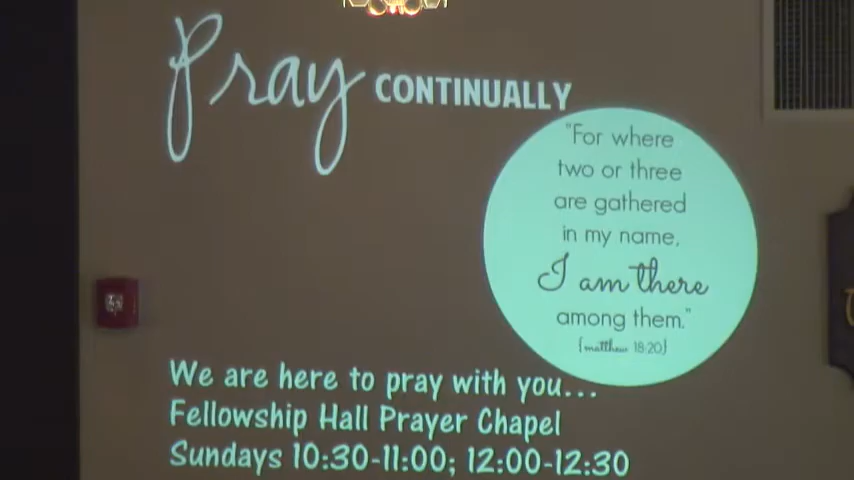 Pray CONTINUALLY
"For where
two or three
are gathered
in my name,
I am there
among them."
{matthew 18:20}
We are here to pray with you...
Fellowship Hall Prayer Chapel
Sundays 10:30-11:00; 12:00-12:30